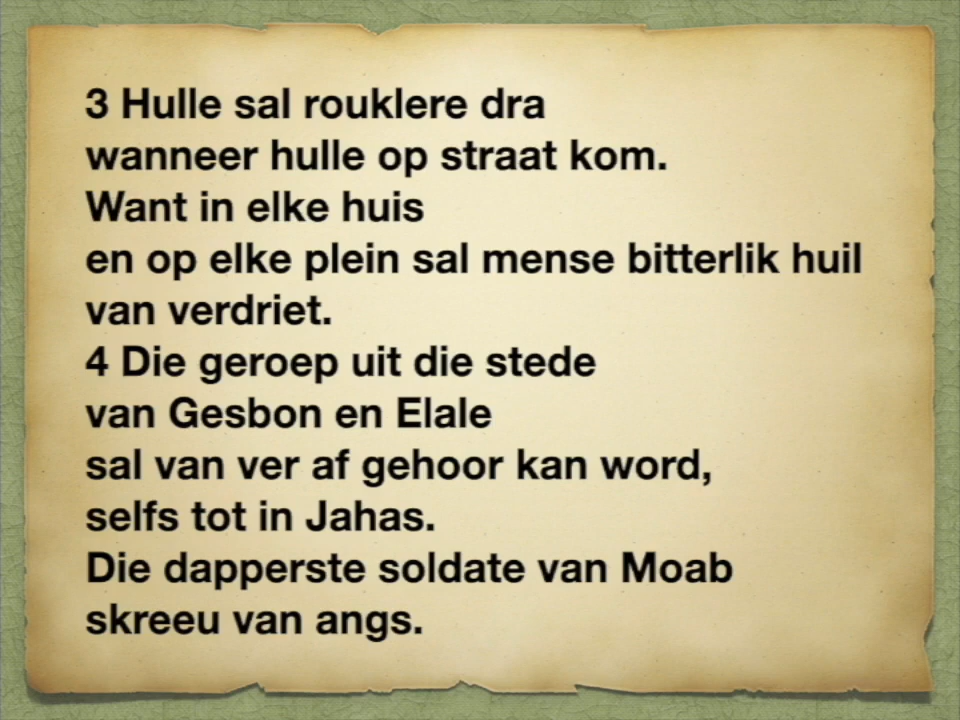 3 Hulle sal rouklere dra
wanneer hulle op straat kom.
Want in elke huis
en op elke plein sal mense bitterlik huil
van verdriet.
4 Die geroep uit die stede
van Gesbon en Elale
sal van ver af gehoor kan word,
selfs tot in Jahas.
Die dapperste soldate van Moab
skreeu van angs.